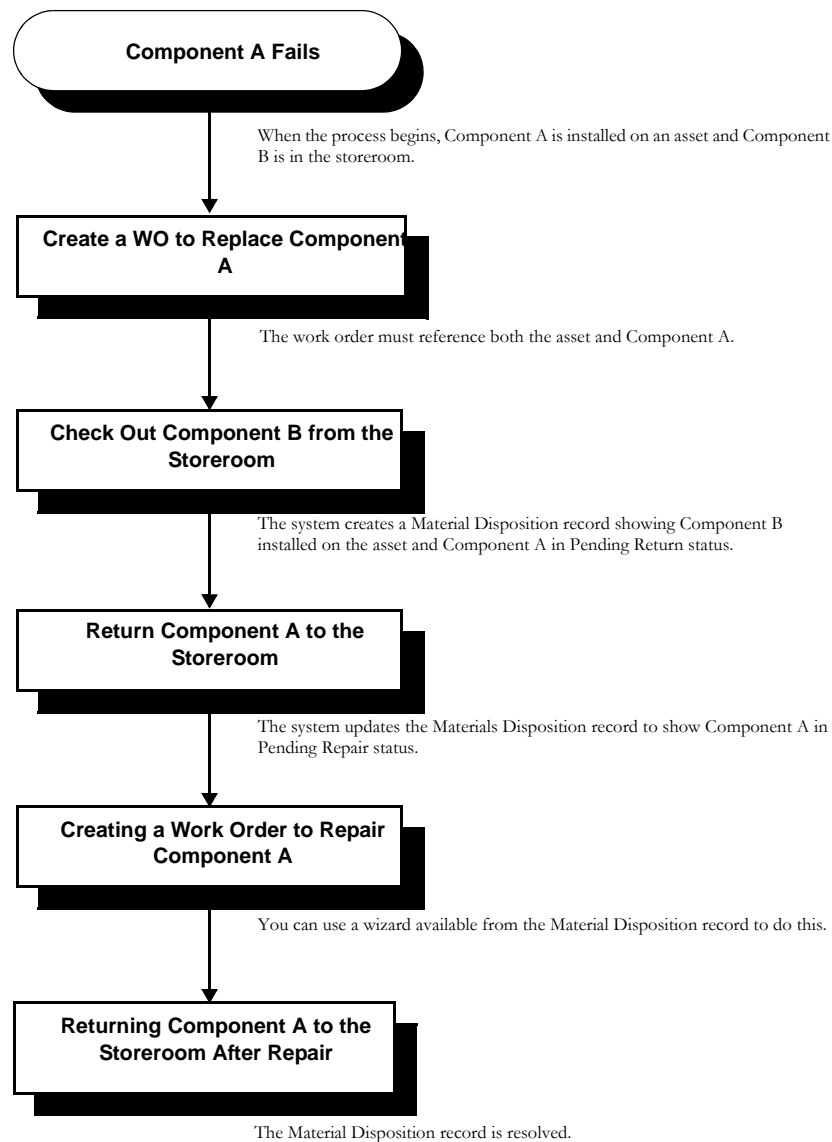 Component A Fails
When the process begins, Component A is installed on an asset and Component
B is in the storeroom.
Create a WO to Replace Component
A
The work order must reference both the asset and Component A.
Check Out Component B from the
Storeroom
The system creates a Material Disposition record showing Component B
installed on the asset and Component A in Pending Return status.
Return Component A to the
Storeroom
The system updates the Materials Disposition record to show Component A in
Pending Repair status.
Creating a Work Order to Repair
Component A
You can use a wizard available from the Material Disposition record to do this.
Returning Component A to the
Storeroom After Repair
The Material Disposition record is resolved.